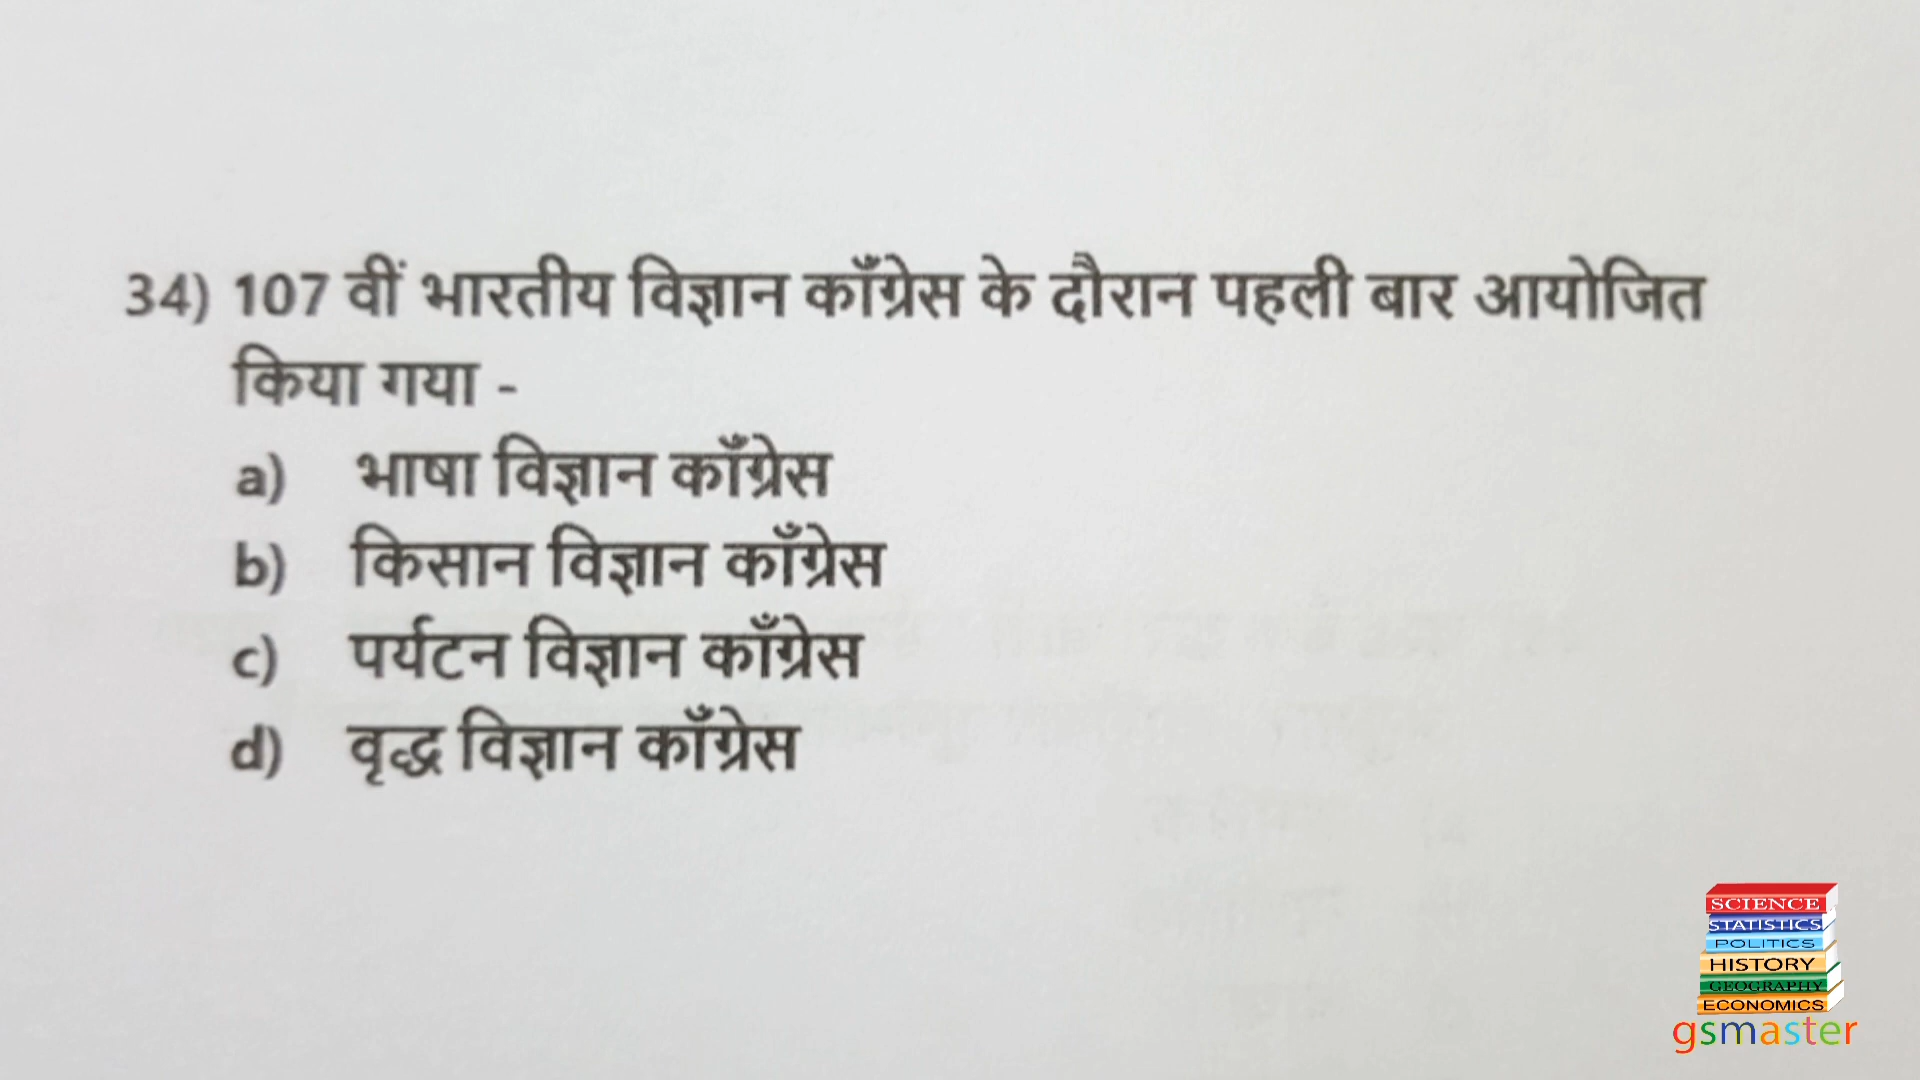 34) 107 वीं भारतीय विज्ञान काँग्रेस के दौरान पहली बार आयोजित
किया गया -
a) भाषा विज्ञान काँग्रेस
b) किसान विज्ञान काँग्रेस
c) पर्यटन विज्ञान काँग्रेस
d) वृद्ध विज्ञान काँग्रेस
SCIENCE
STATISTICS
POLITICS
HISTORY
GEOGRAPHY
ECONOMICS
gsmaster